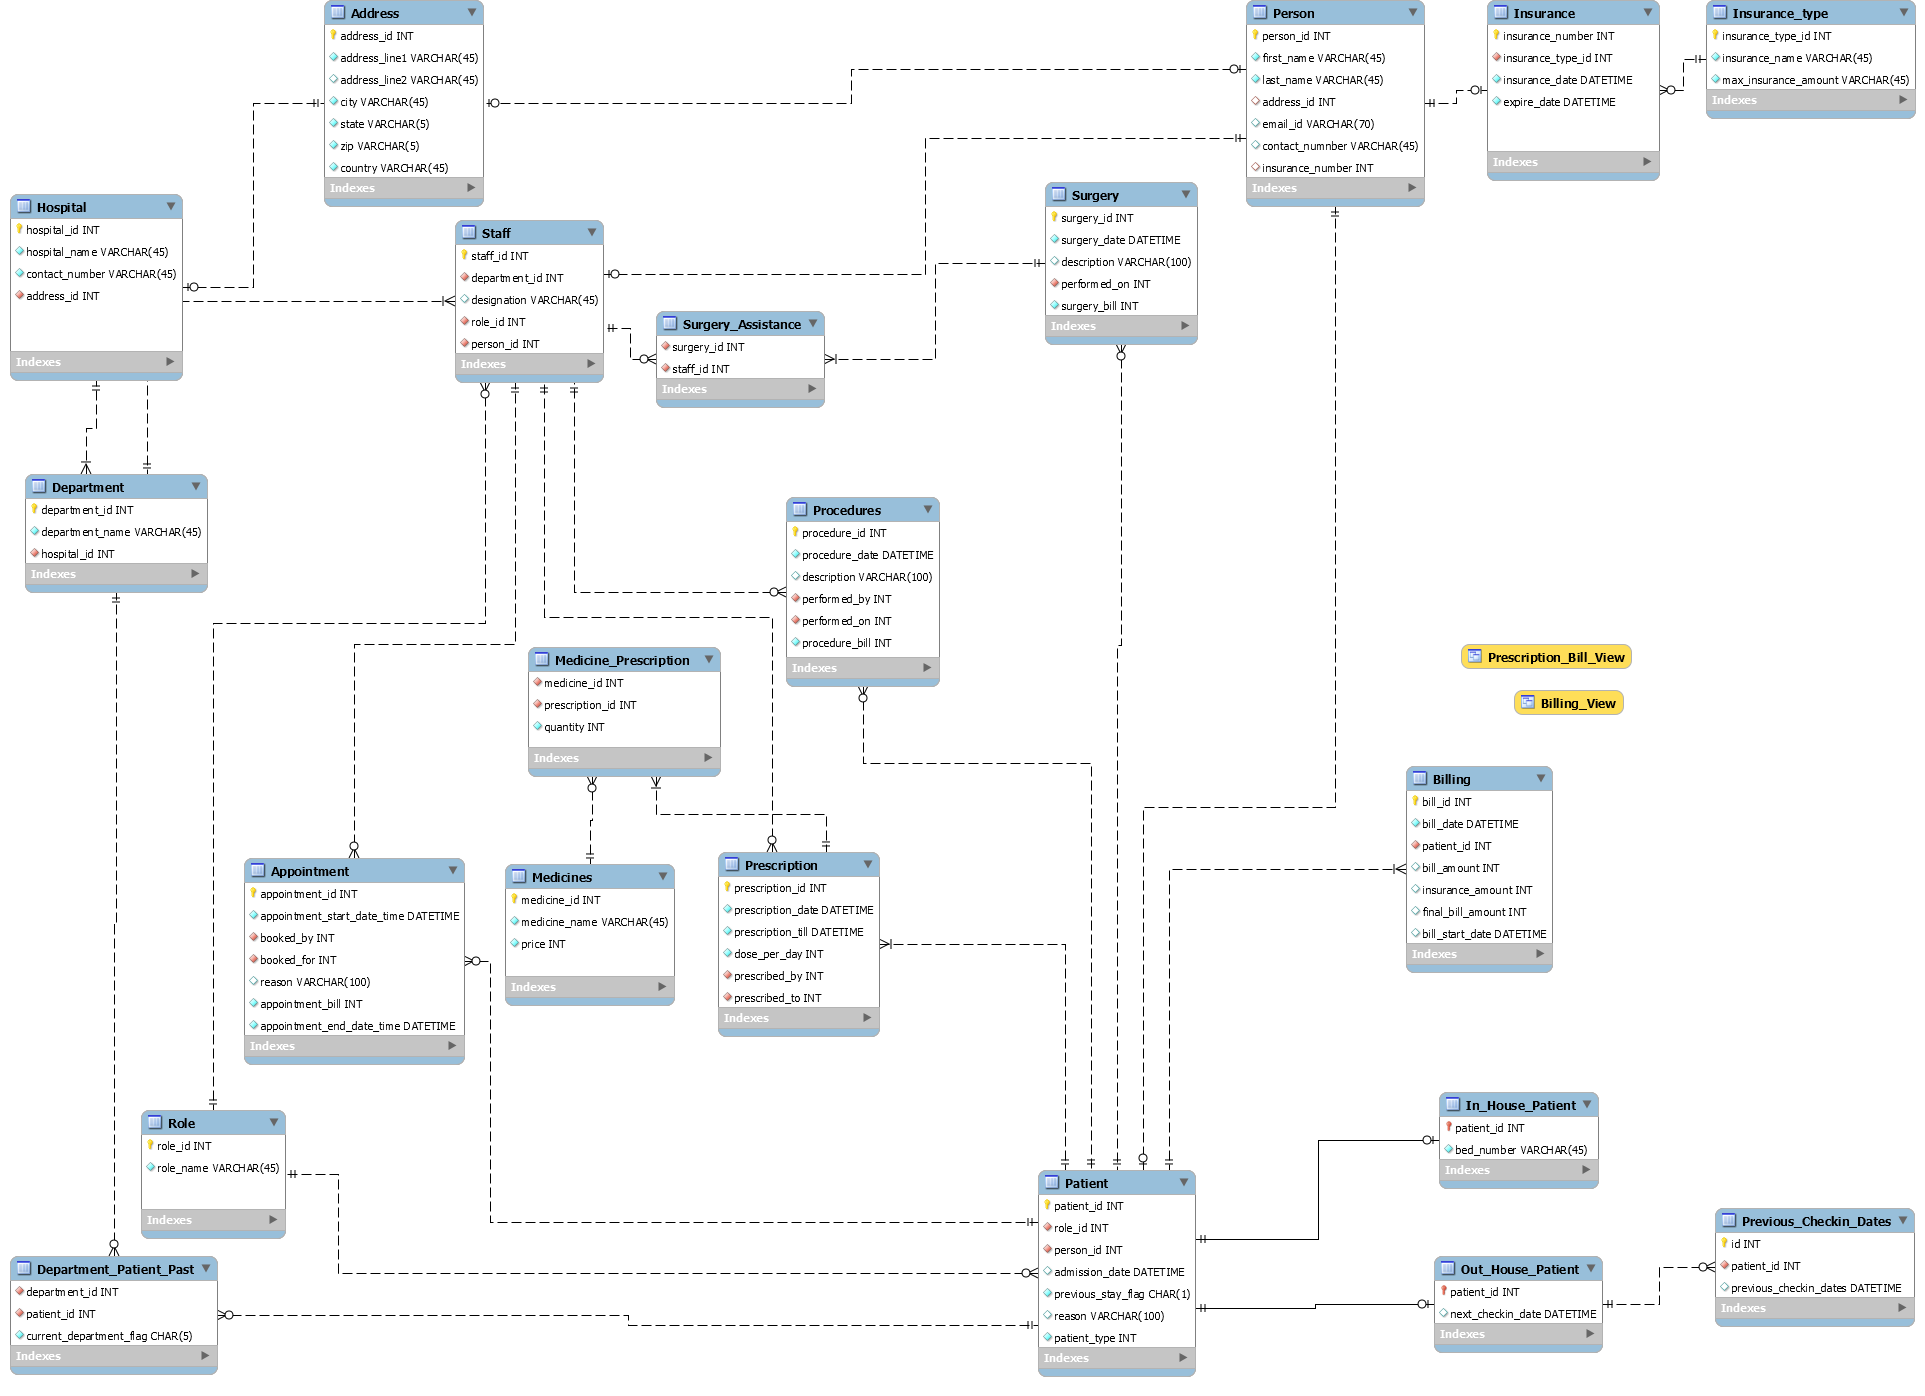 Address
address_id INT
address_line1 VARCHAR(45)
address_line2 VARCHAR(45)
city VARCHAR(45)
state VARCHAR(5)
zip VARCHAR(5)
country VARCHAR(45)
Indexes
Person
person_id INT
first_name VARCHAR(45)
last_name VARCHAR(45)
address_id INT
email_id VARCHAR(70)
contact_numnber VARCHAR(45)
insurance_number INT
Indexes
Insurance
insurance_number INT
insurance_type_id INT
insurance_date DATETIME
expire_date DATETIME
Indexes
Insurance_type
insurance_type_id INT
insurance_name VARCHAR(45)
max_insurance_amount VARCHAR(45)
Indexes
Hospital
hospital_id INT
hospital_name VARCHAR(45)
contact_number VARCHAR(45)
address_id INT
Indexes
Staff
staff_id INT
department_id INT
designation VARCHAR(45)
role_id INT
person_id INT
Indexes
Surgery_Assistance
surgery_id INT
staff_id INT
Indexes
Surgery
surgery_id INT
surgery_date DATETIME
description VARCHAR(100)
performed_on INT
surgery_bill INT
Indexes
Department
department_id INT
department_name VARCHAR(45)
hospital_id INT
Indexes
Procedures
procedure_id INT
procedure_date DATETIME
description VARCHAR(100)
performed_by INT
performed_on INT
procedure_bill INT
Indexes
Medicine_Prescription
medicine_id INT
prescription_id INT
quantity INT
Indexes
Prescription_Bill_View
Billing_View
Billing
bill_id INT
bill_date DATETIME
patient_id INT
bill_amount INT
insurance_amount INT
final_bill_amount INT
bill_start_date DATETIME
Indexes
Appointment
appointment_id INT
appointment_start_date_time DATETIME
booked_by INT
booked_for INT
reason VARCHAR(100)
appointment_bill INT
appointment_end_date_time DATETIME
Indexes
Medicines
medicine_id INT
medicine_name VARCHAR(45)
price INT
Indexes
Prescription
prescription_id INT
prescription_date DATETIME
prescription_till DATETIME
dose_per_day INT
prescribed_by INT
prescribed_to INT
Indexes
Role
role_id INT
role_name VARCHAR(45)
Indexes
Department_Patient_Past
department_id INT
patient_id INT
current_department_flag CHAR(5)
Indexes
Patient
patient_id INT
role_id INT
person_id INT
admission_date DATETIME
previous_stay_flag CHAR(1)
reason VARCHAR(100)
patient_type INT
Indexes
In_House_Patient
patient_id INT
bed_number VARCHAR(45)
Indexes
Out_House_Patient
patient_id INT
next_checkin_date DATETIME
Indexes
Previous_Checkin_Dates
id INT
patient_id INT
previous_checkin_dates DATETIME
Indexes